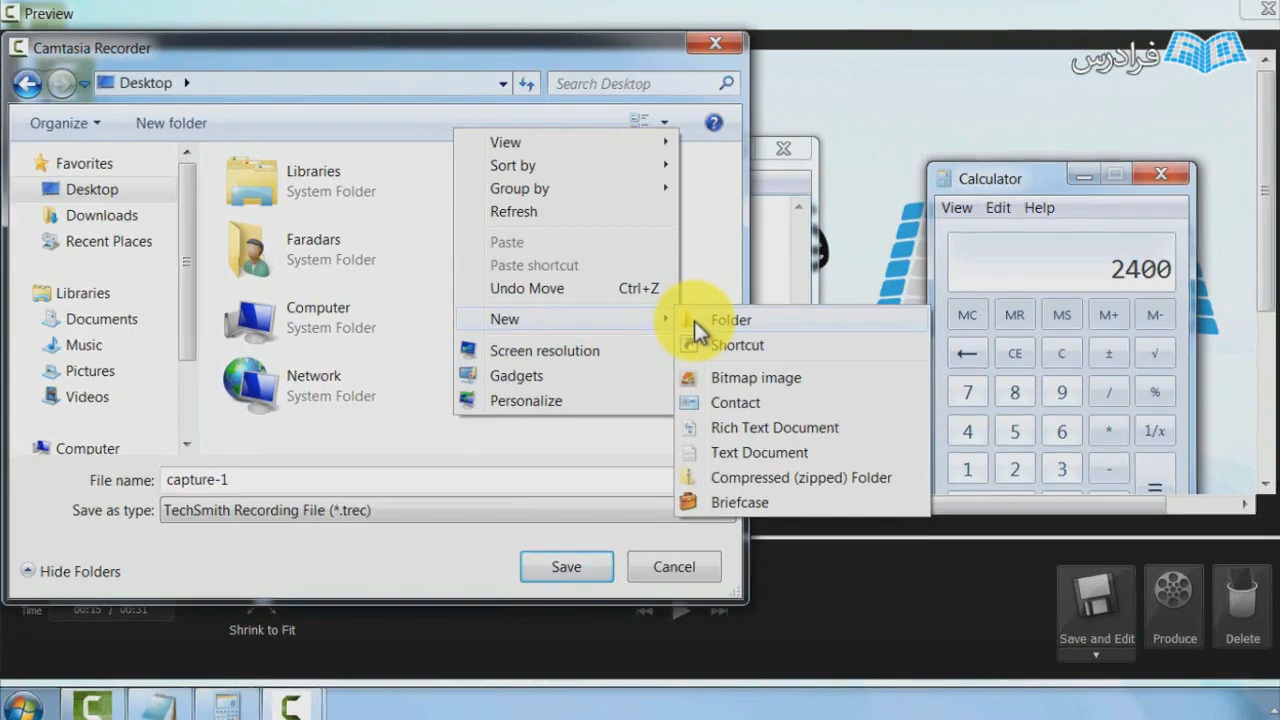 Preview
Camtasia Recorder
فرادرس
Desktop
Search Desktop
Organize
New folder
Favorites
Desktop
Downloads
Recent Places
Libraries
Documents
Music
Pictures
Videos
Computer
Libraries
System Folder
Faradars
System Folder
Computer
System Folder
Network
System Folder
View
Sort by
Group by
Refresh
Paste
Paste shortcut
Undo Move Ctrl+Z
New
Screen resolution
Gadgets
Personalize
Folder
Shortcut
Bitmap image
Contact
Rich Text Document
Text Document
Compressed (zipped) Folder
Briefcase
Calculator
View Edit Help
2400
MC MR MS M+ M-
← CE C ± √
7 8 9 / %
4 5 6 * 1/x
1 2 3 - =
File name: capture-1
Save as type: TechSmith Recording File (*.trec)
Hide Folders
Save
Cancel
Time 00:15 / 00:31
Shrink to Fit
Save and Edit
Produce
Delete